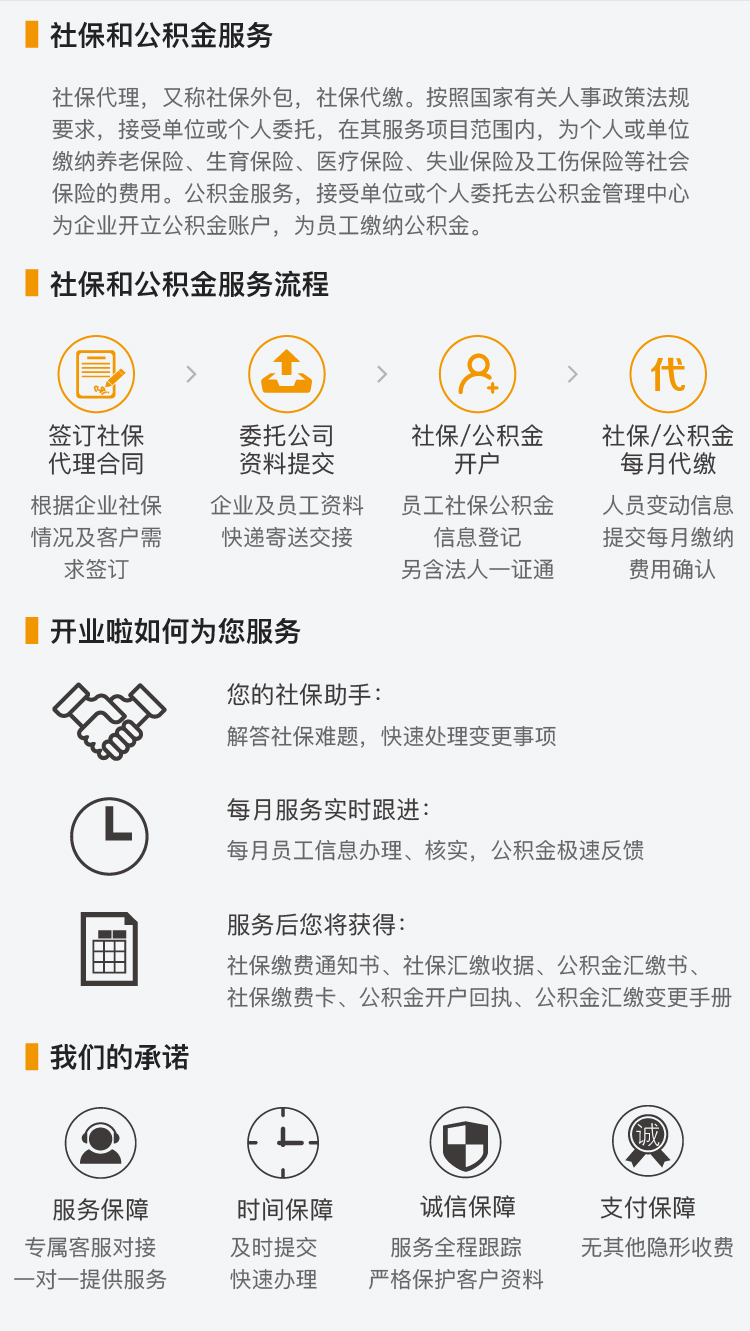 社保和公积金服务
社保代理，又称社保外包，社保代缴。按照国家有关人事政策法规
要求，接受单位或个人委托，在其服务项目范围内，为个人或单位
缴纳养老保险、生育保险、医疗保险、失业保险及工伤保险等社会
保险的费用。公积金服务，接受单位或个人委托去公积金管理中心
为企业开立公积金账户，为员工缴纳公积金。
社保和公积金服务流程
代
签订社保
代理合同
根据企业社保
情况及客户需
求签订
委托公司
资料提交
企业及员工资料
快递寄送交接
社保/公积金
开户
员工社保公积金
信息登记
另含法人一证通
社保/公积金
每月代缴
人员变动信息
提交每月缴纳
费用确认
开业啦如何为您服务
您的社保助手：
解答社保难题，快速处理变更事项
每月服务实时跟进：
每月员工信息办理、核实，公积金极速反馈
服务后您将获得：
社保缴费通知书、社保汇缴收据、公积金汇缴书、
社保缴费卡、公积金开户回执、公积金汇缴变更手册
我们的承诺
诚
服务保障
专属客服对接
一对一提供服务
时间保障
及时提交
快速办理
诚信保障
服务全程跟踪
严格保护客户资料
支付保障
无其他隐形收费